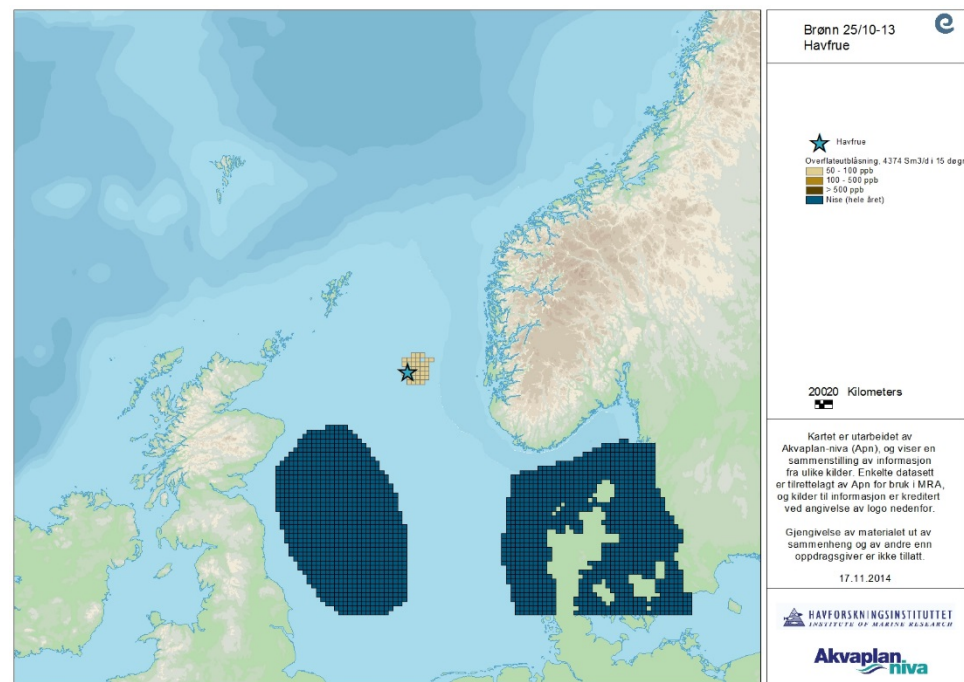 Brønn 25/10-13
Havfrue
Havfrue
Overflateutblåsning, 4374 Sm3/d i 15 døgn
50 - 100 ppb
100 - 500 ppb
> 500 ppb
Nise (hele året)
20020 Kilometers
Kartet er utarbeidet av
Akvaplan-niva (Apn), og viser en
sammenstilling av informasjon
fra ulike kilder. Enkelte datasett
er tilrettelagt av Apn for bruk i MRA,
og kilder til informasjon er kreditert
ved angivelse av logo nedenfor.
Gjengivelse av materialet ut av
sammenheng og av andre enn
oppdragsgiver er ikke tillatt.
17.11.2014
HAVFORSKNINGSINSTITUTTET
INSTITUTE OF MARINE RESEARCH
Akvaplan
niva